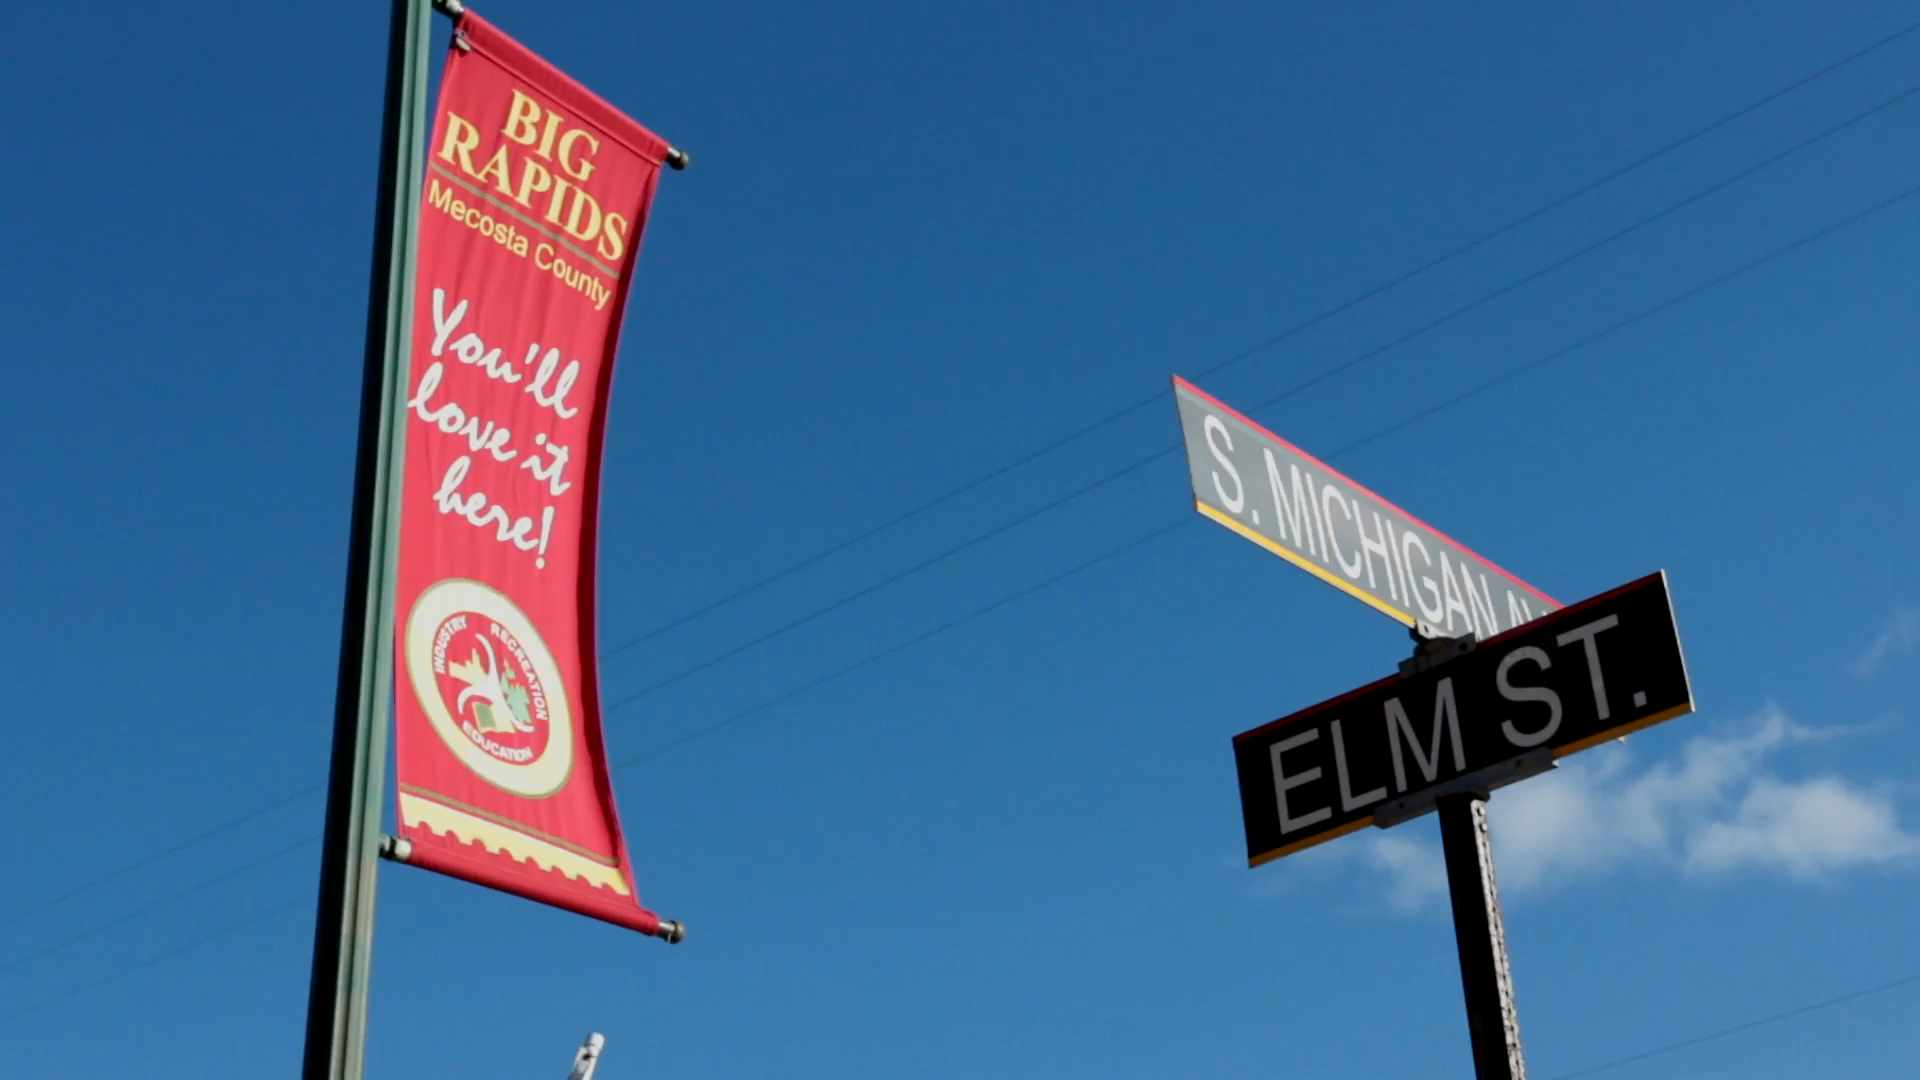 BIG
RAPIDS
Mecosta County
You'll
love it
here!
INDUSTRY
RECREATION
EDUCATION
S. MICHIGAN
ELM ST.